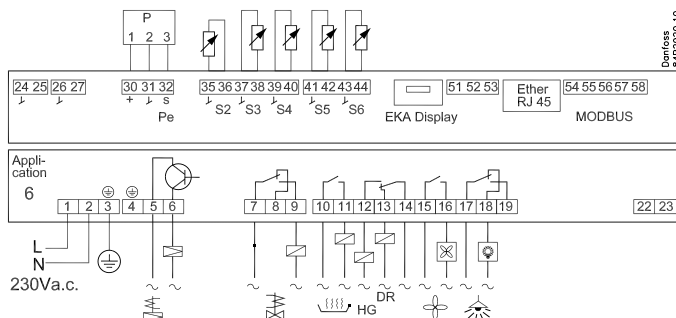 P
1 2 3
Danfoss
24 25 26 27 30 31 32 35 36 37 38 39 40 41 42 43 44 51 52 53 54 55 56 57 58
+ S S2 S3 S4 S5 S6
Pe
EKA Display
Ether
RJ 45
MODBUS
Appli-
cation
6
1 2 3 4 5 6 7 8 9 10 11 12 13 14 15 16 17 18 19 22 23
L
N
230Va.c.
DR
HG